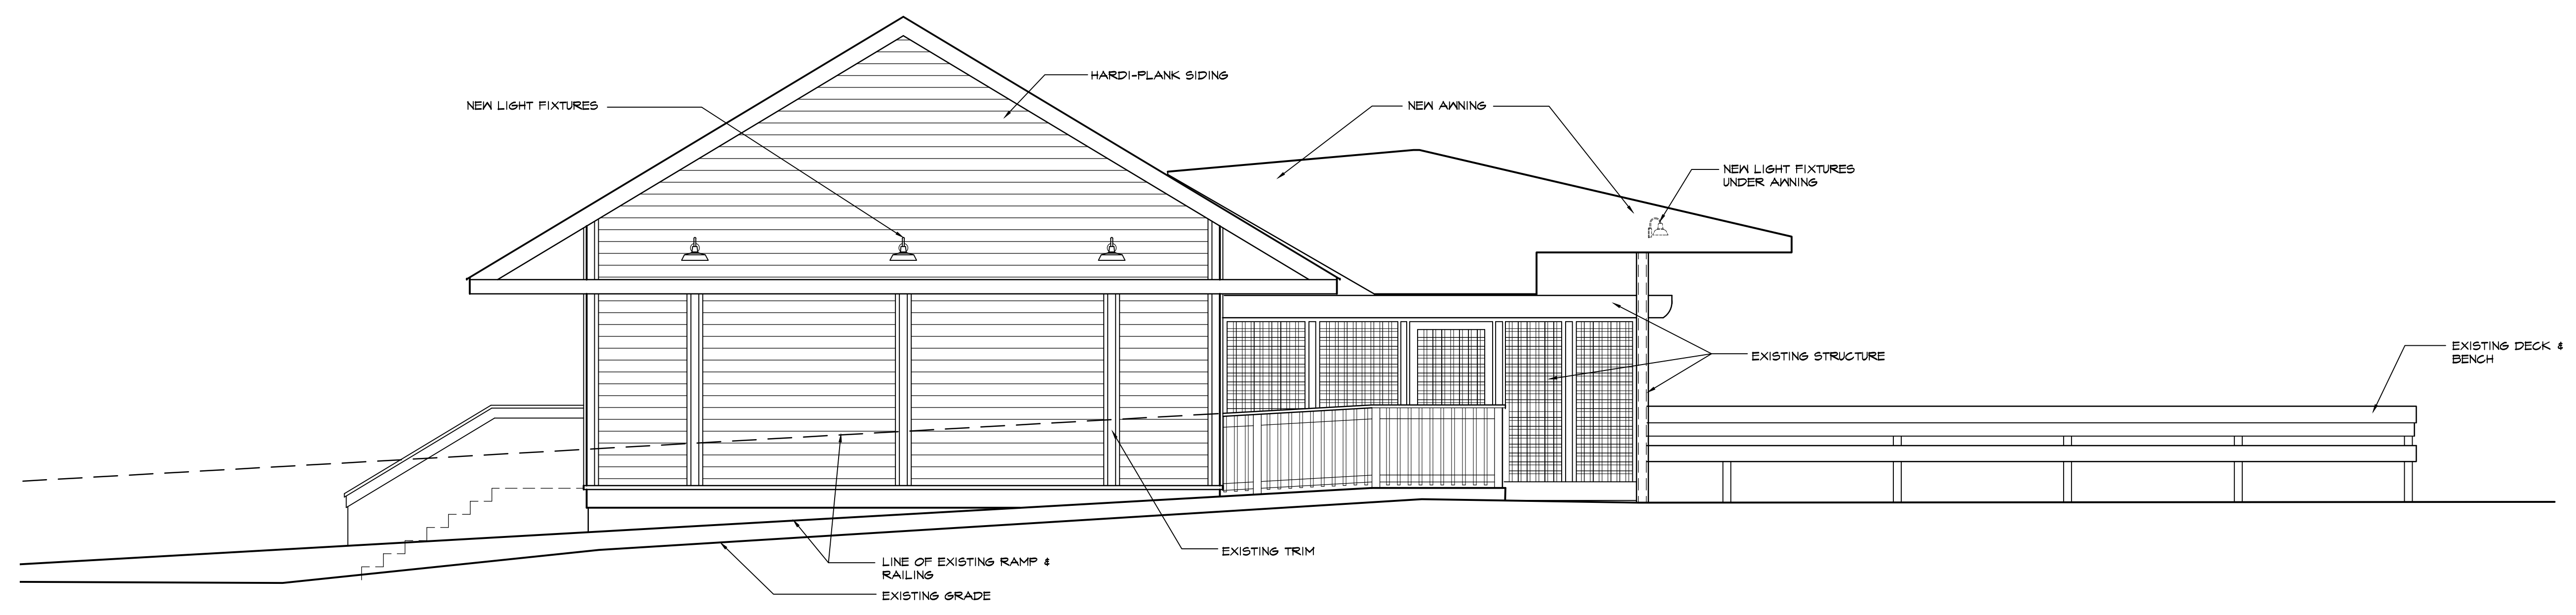 HARDI-PLANK SIDING
NEW LIGHT FIXTURES
NEW AWNING
NEW LIGHT FIXTURES
UNDER AWNING
EXISTING STRUCTURE
EXISTING DECK &
BENCH
EXISTING TRIM
LINE OF EXISTING RAMP &
RAILING
EXISTING GRADE